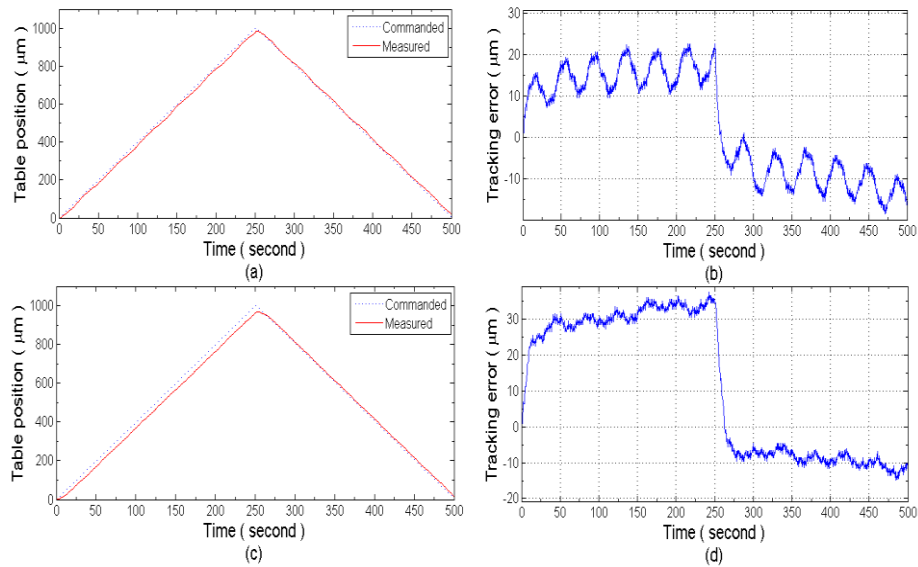 Table position ( μm )
1000
800
600
400
200
0
Commanded
Measured
0 50 100 150 200 250 300 350 400 450 500
Time ( second )
(a)
Tracking error ( μm )
30
20
10
0
-10
0 50 100 150 200 250 300 350 400 450 500
Time ( second )
(b)
Table position ( μm )
1000
800
600
400
200
0
Commanded
Measured
0 50 100 150 200 250 300 350 400 450 500
Time ( second )
(c)
Tracking error ( μm )
30
20
10
0
-10
-20
0 50 100 150 200 250 300 350 400 450 500
Time ( second )
(d)